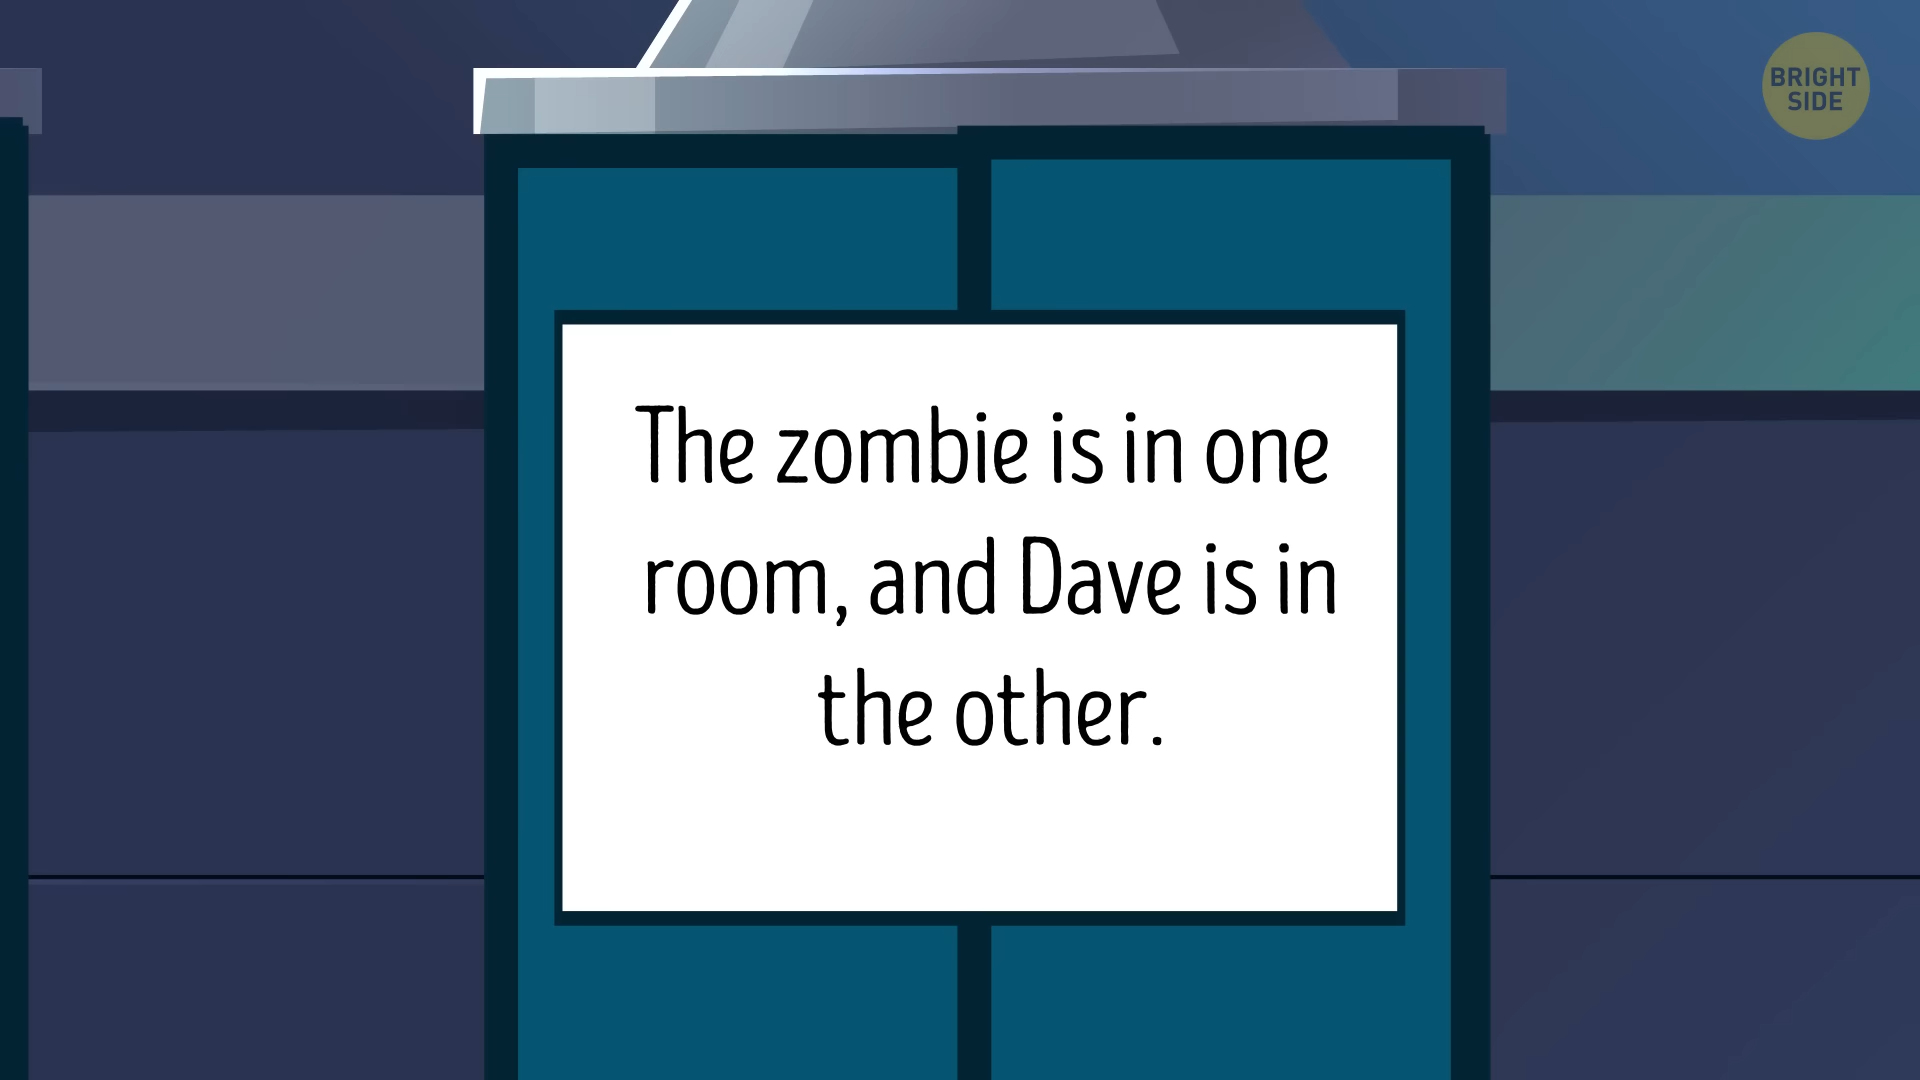 BRIGHT
SIDE
The zombie is in one
room, and Dave is in
the other.